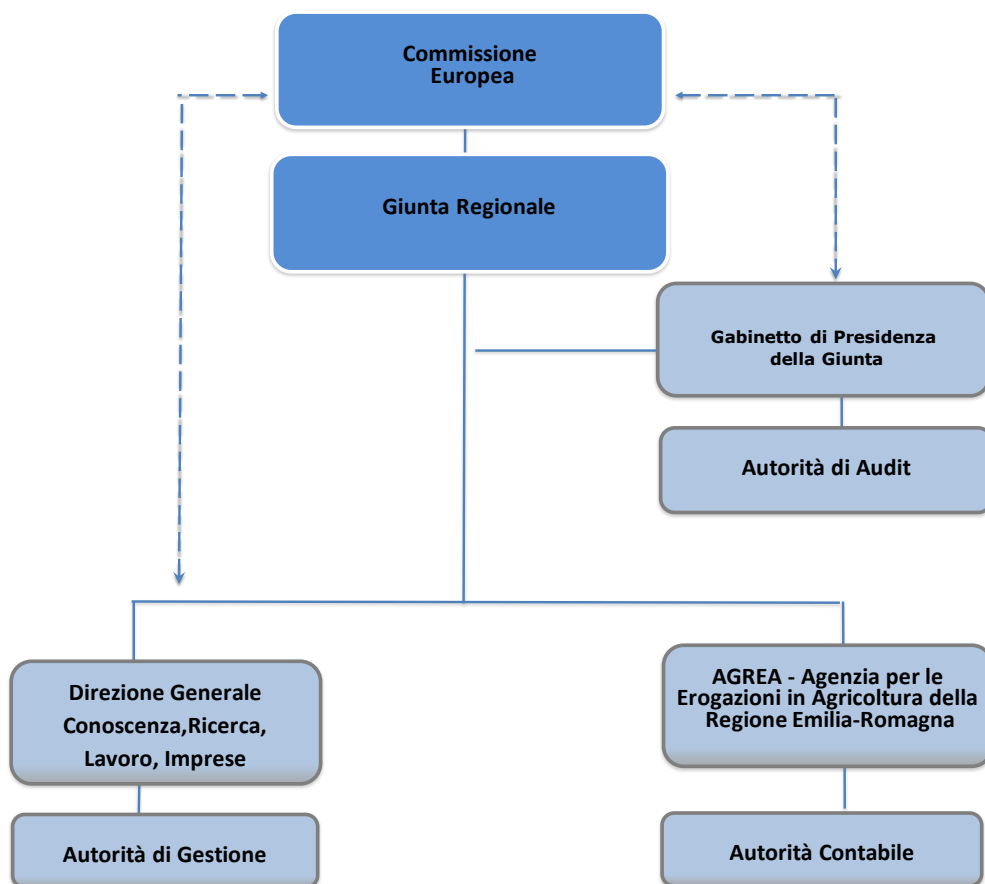 Commissione
Europea
Giunta Regionale
Gabinetto di Presidenza
della Giunta
Autorità di Audit
Direzione Generale
Conoscenza,Ricerca,
Lavoro, Imprese
AGREA - Agenzia per le
Erogazioni in Agricoltura della
Regione Emilia-Romagna
Autorità di Gestione
Autorità Contabile